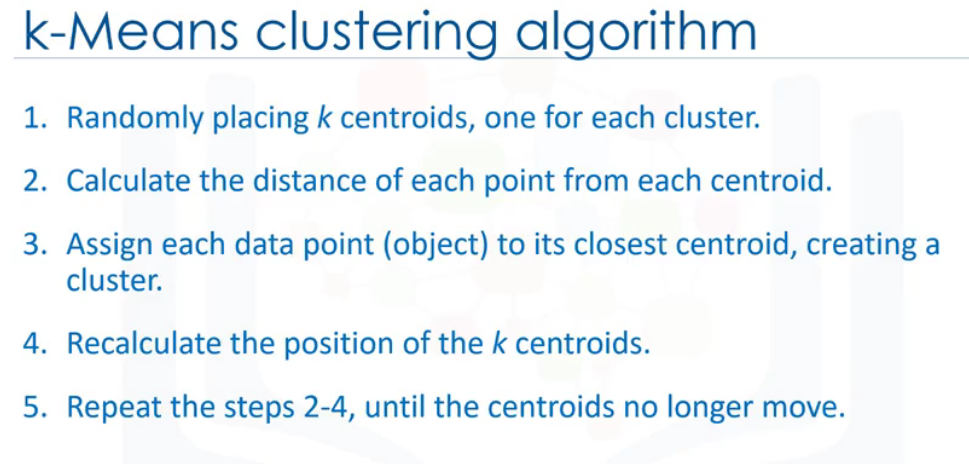 k-Means clustering algorithm
1. Randomly placing k centroids, one for each cluster.
2. Calculate the distance of each point from each centroid.
3. Assign each data point (object) to its closest centroid, creating a
cluster.
4. Recalculate the position of the k centroids.
5. Repeat the steps 2-4, until the centroids no longer move.